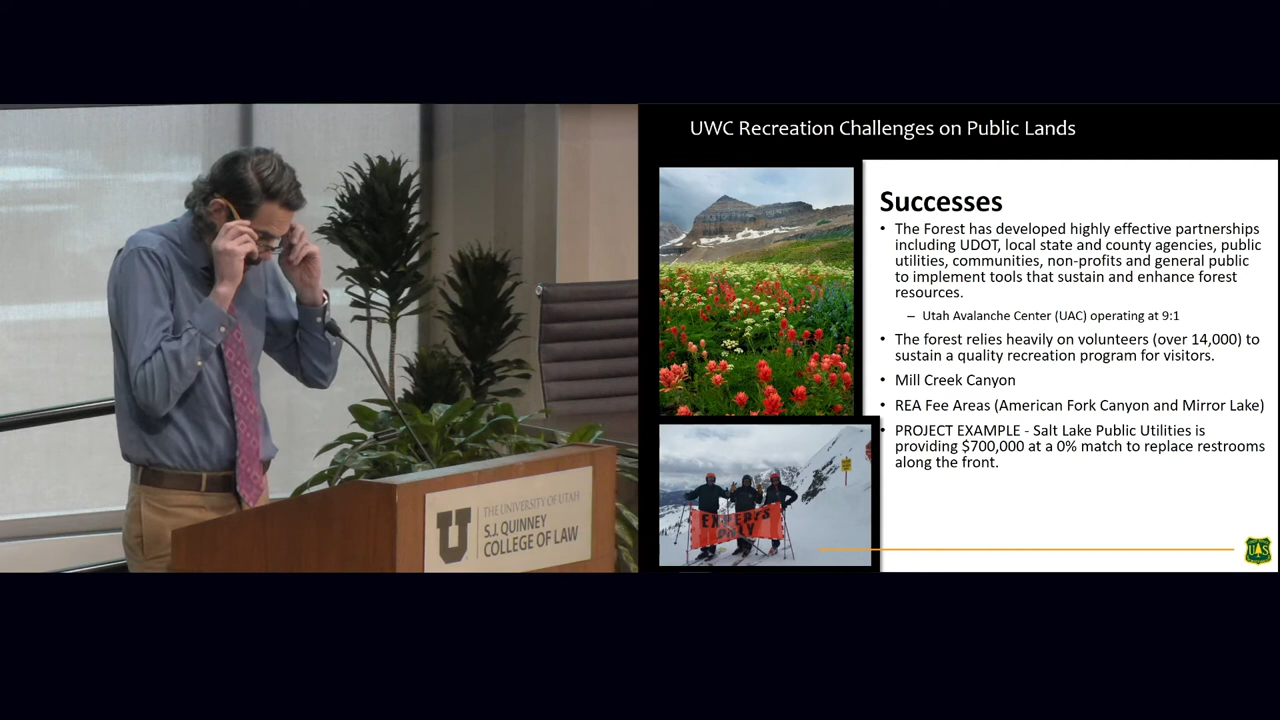 UWC Recreation Challenges on Public Lands
Successes
• The Forest has developed highly effective partnerships
including UDOT, local state and county agencies, public
utilities, communities, non-profits and general public
to implement tools that sustain and enhance forest
resources.
– Utah Avalanche Center (UAC) operating at 9:1
• The forest relies heavily on volunteers (over 14,000) to
sustain a quality recreation program for visitors.
• Mill Creek Canyon
• REA Fee Areas (American Fork Canyon and Mirror Lake)
• PROJECT EXAMPLE - Salt Lake Public Utilities is
providing $700,000 at a 0% match to replace restrooms
along the front.
EXPERTS
ONLY
UAS
U
THE UNIVERSITY OF UTAH
S.J. QUINNEY
COLLEGE OF LAW